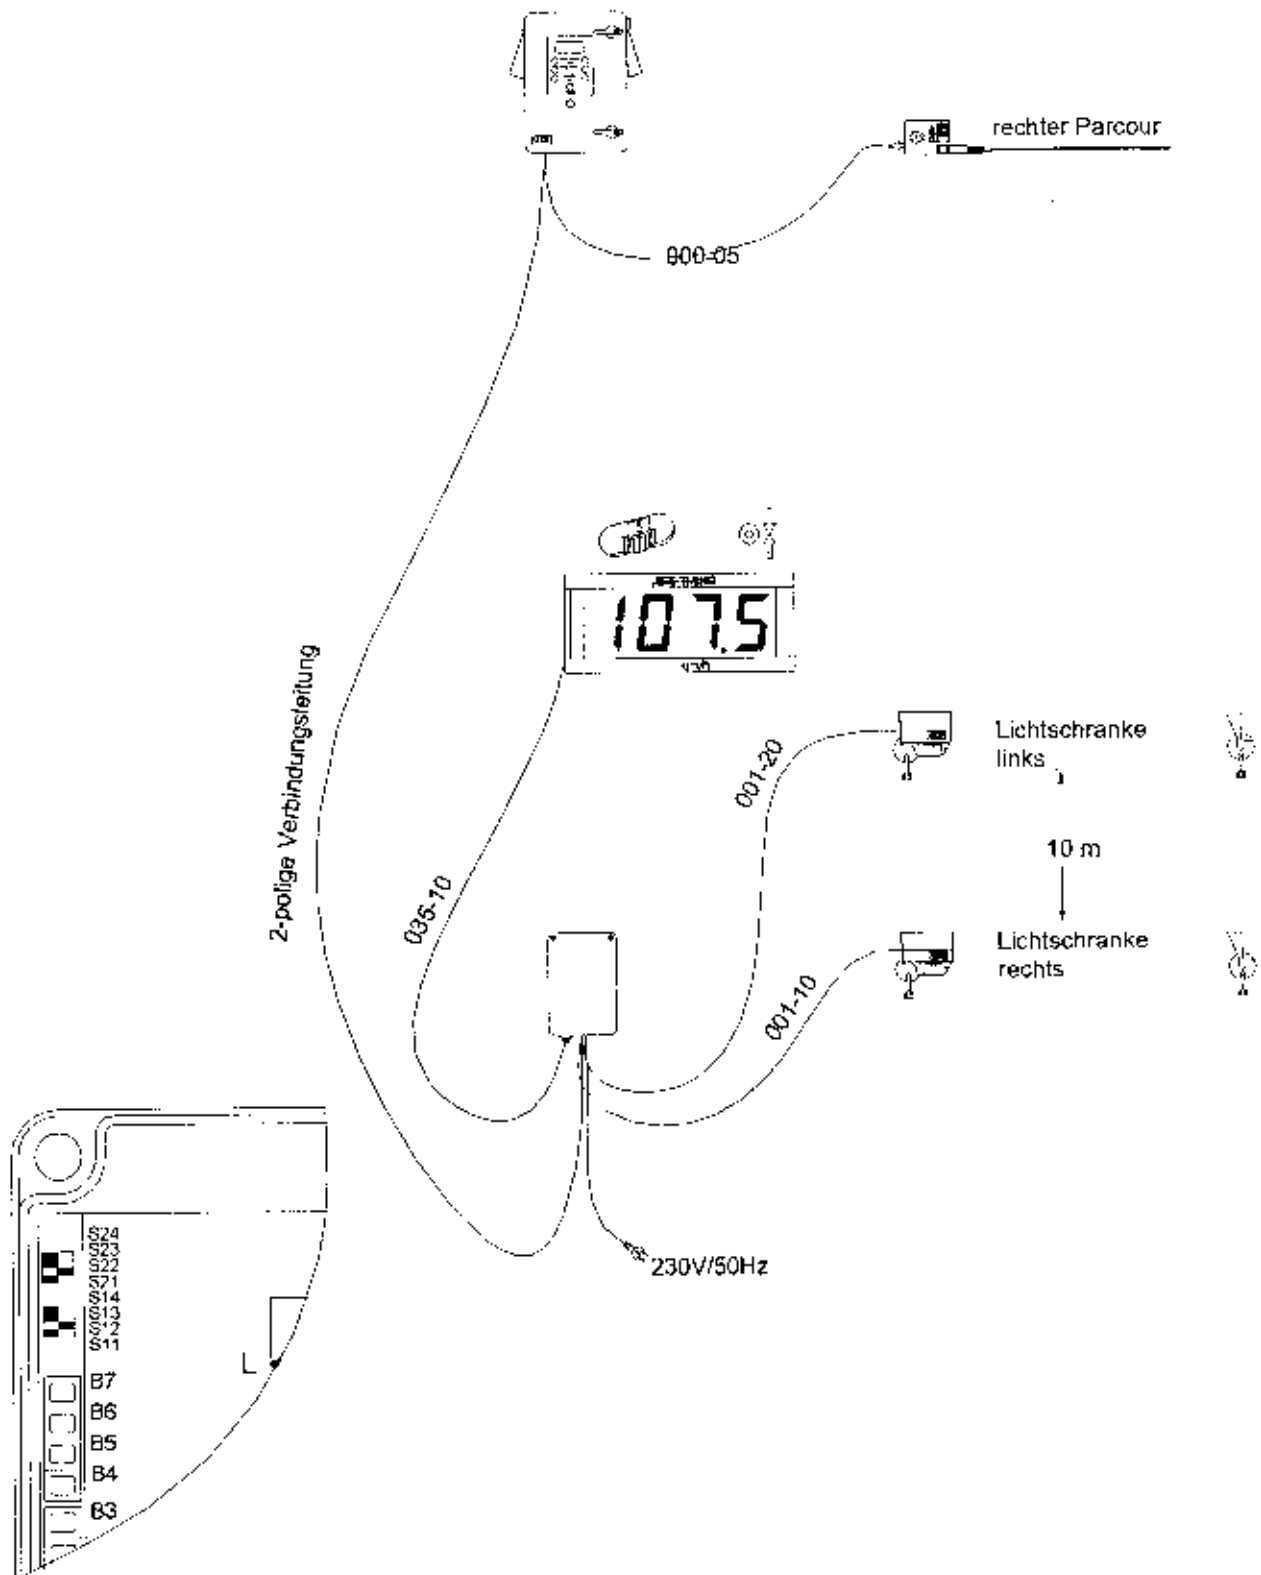 rechter Parcour
000-05
107.5
2-polige Verbindungsleitung
001-20
Lichtschranke
links
10 m
035-10
Lichtschranke
rechts
001-10
230V/50Hz
S24
S23
S22
S21
S14
S13
S12
S11
L
B7
B6
B5
B4
B3